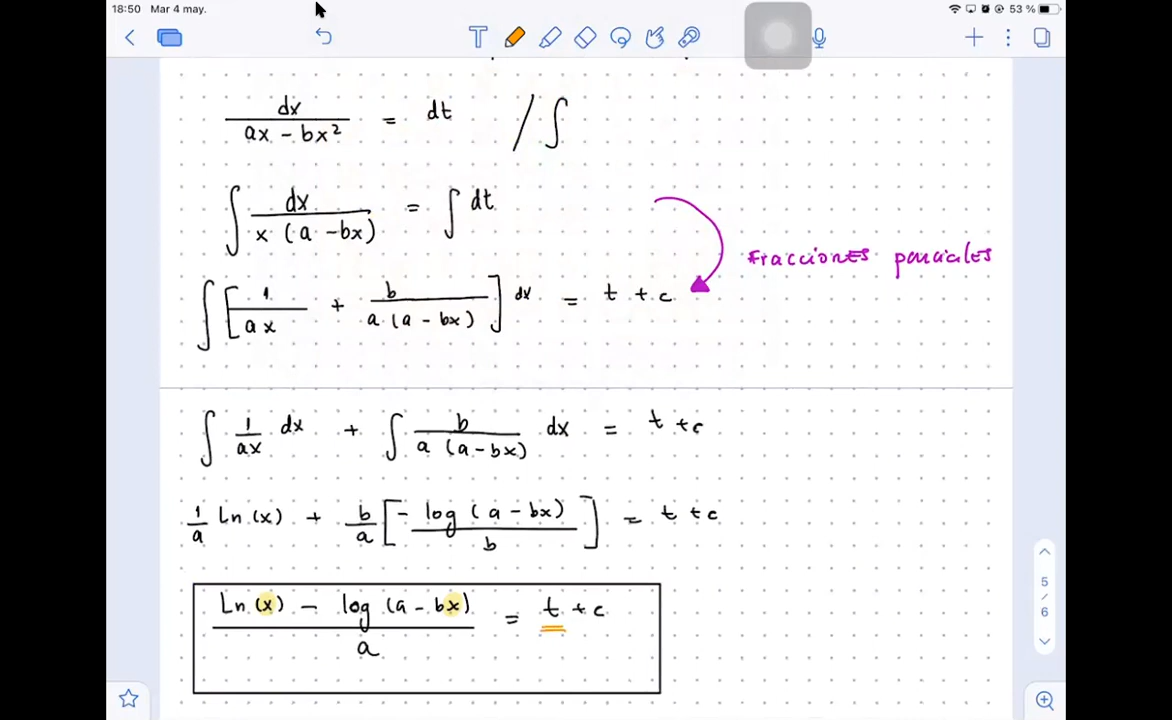 18:50 Mar 4 may. 53 %
dx / (ax - bx²) = dt / ∫
∫ dx / (x (a - bx)) = ∫ dt
Fracciones parciales
∫ [ 1 / (ax) + b / (a (a - bx)) ] dx = t + c
∫ 1/(ax) dx + ∫ b / (a (a - bx)) dx = t + c
1/a Ln (x) + b/a [ - log (a - bx) / b ] = t + c
(Ln (x) - log (a - bx)) / a = t + c
5
/
6